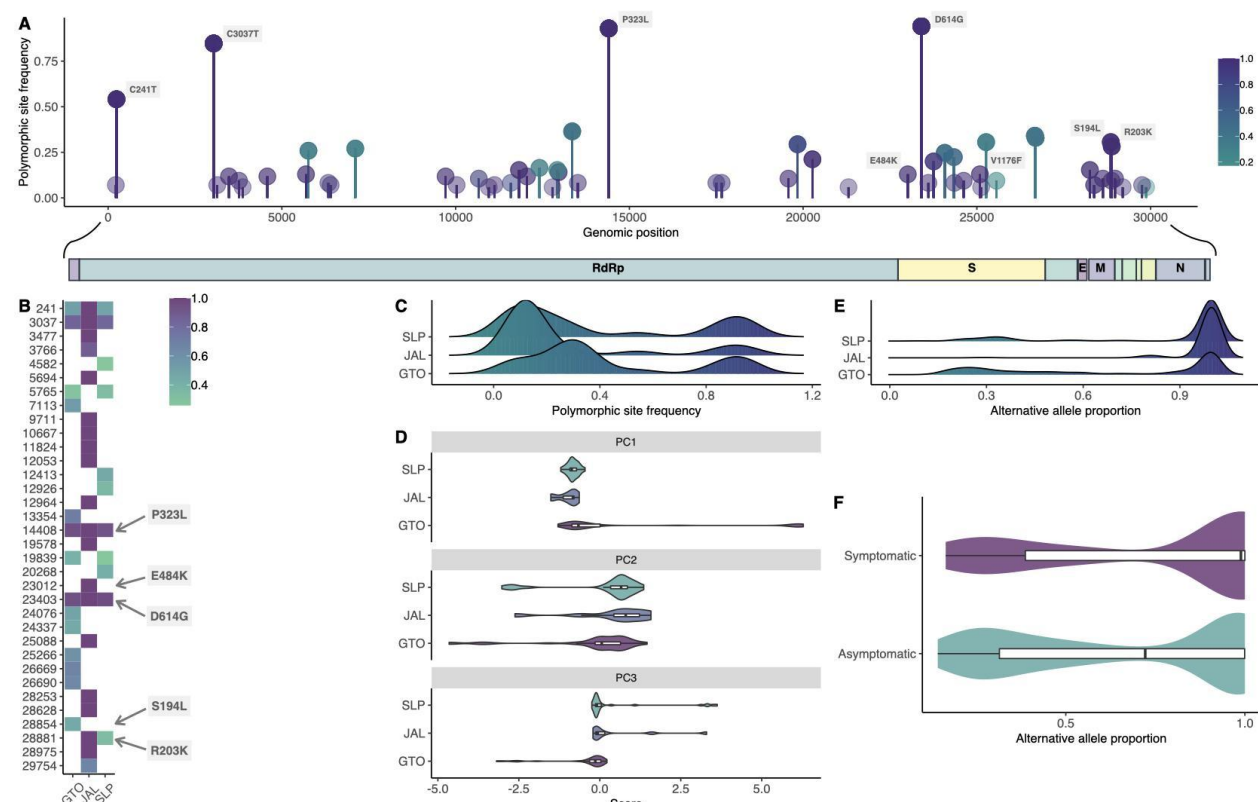 A
Polymorphic site frequency
0.75
0.50
0.25
0.00
C241T
C3037T
P323L
D614G
E484K
V1176F
S194L
R203K
1.0
0.8
0.6
0.4
0.2
0
5000
10000
15000
20000
25000
30000
Genomic position
RdRp
S
E
M
N
B
241
3037
3477
3766
4582
5694
5765
7113
9711
10667
11824
12053
12413
12926
12964
13354
14408
19578
19839
20268
23012
23403
24076
24337
25088
25266
26669
26690
28253
28628
28854
28881
28975
29754
GTO
JAL
SLP
1.0
0.8
0.6
0.4
P323L
E484K
D614G
S194L
R203K
C
SLP
JAL
GTO
0.0
0.4
0.8
1.2
Polymorphic site frequency
D
PC1
SLP
JAL
GTO
PC2
SLP
JAL
GTO
PC3
SLP
JAL
GTO
-5.0
-2.5
0.0
2.5
5.0
Score
E
SLP
JAL
GTO
0.0
0.3
0.6
0.9
Alternative allele proportion
F
Symptomatic
Asymptomatic
0.5
1.0
Alternative allele proportion